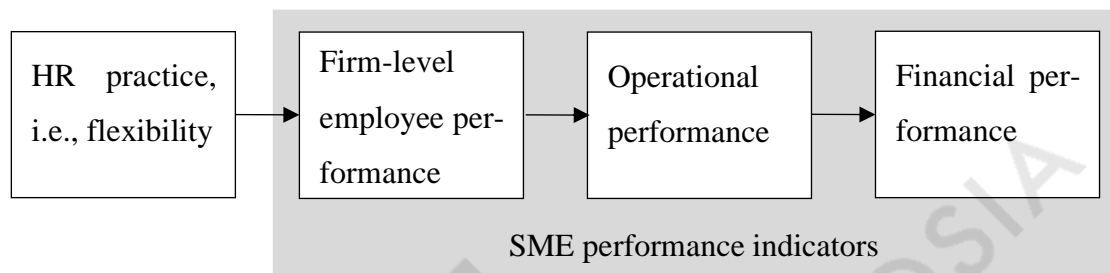 HR practice,
i.e., flexibility
Firm-level
employee per-
formance
Operational
performance
Financial per-
formance
SME performance indicators